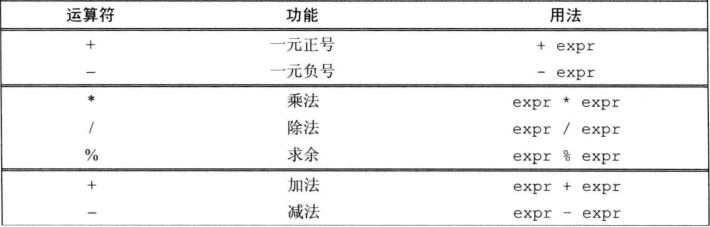 运算符 功能 用法
+ 一元正号 + expr
− 一元负号 - expr
* 乘法 expr * expr
/ 除法 expr / expr
% 求余 expr % expr
+ 加法 expr + expr
− 减法 expr - expr